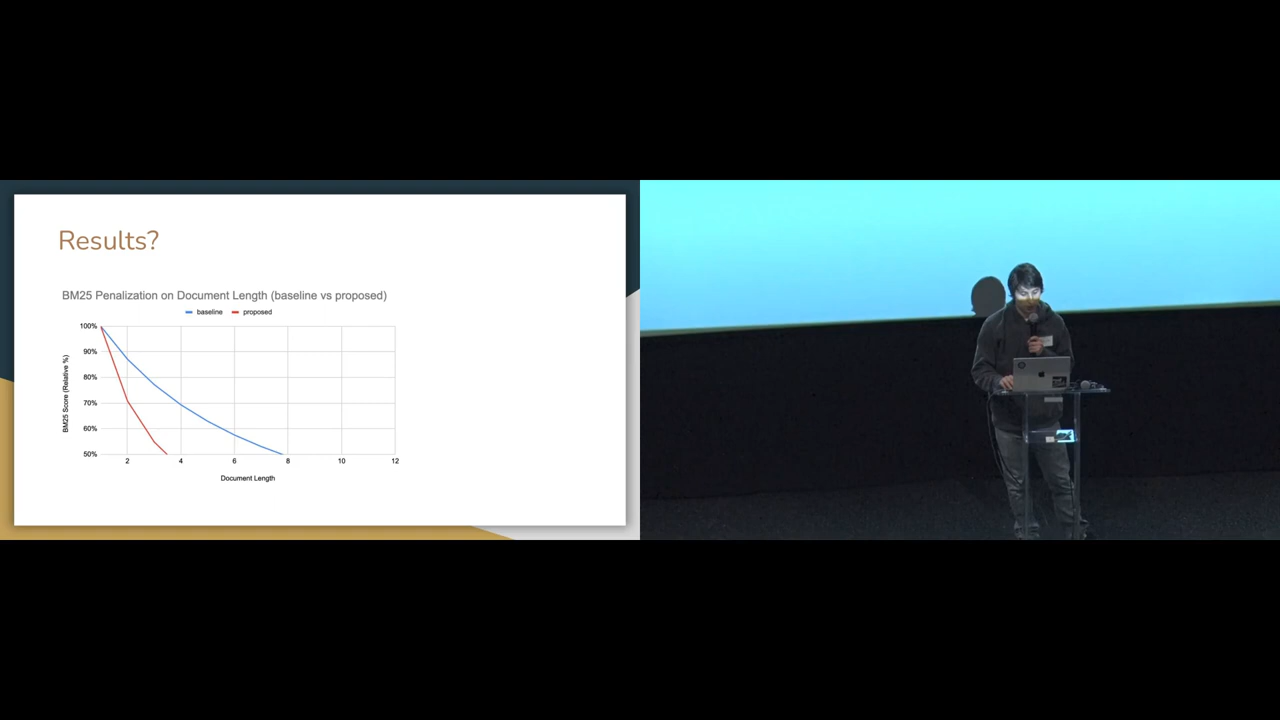 Results?
BM25 Penalization on Document Length (baseline vs proposed)
baseline proposed
100%
90%
80%
70%
60%
50%
BM25 Score (Relative %)
2 4 6 8 10 12
Document Length